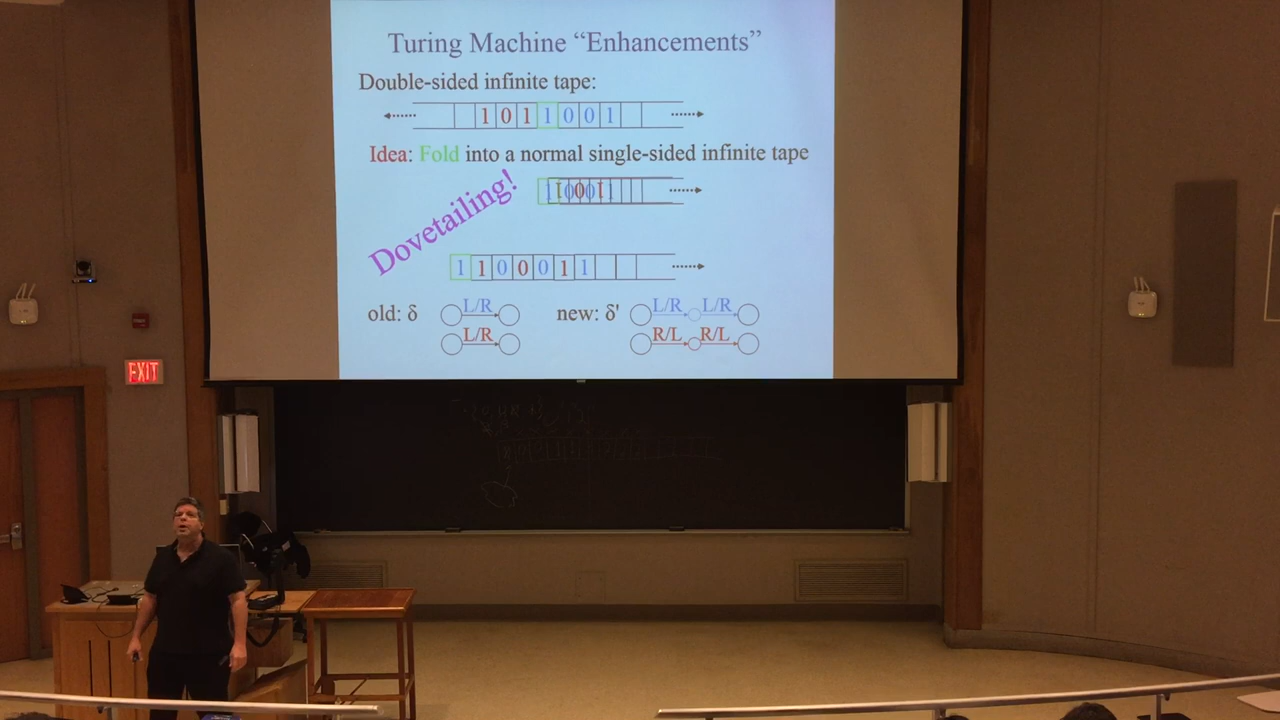 Turing Machine “Enhancements”
Double-sided infinite tape:
1 0 1 1 0 0 1
Idea: Fold into a normal single-sided infinite tape
Dovetailing!
1 1 0 0 0 1 1
old: δ L/R new: δ' L/R L/R
L/R R/L R/L
EXIT